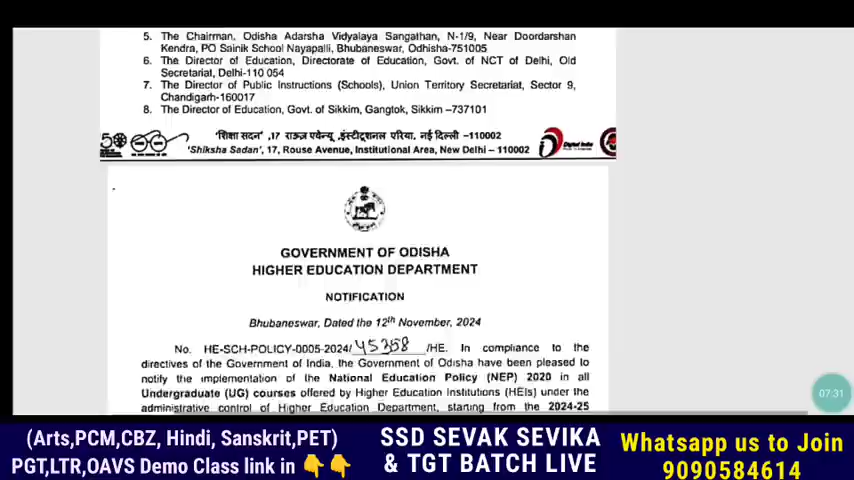 5. The Chairman, Odisha Adarsha Vidyalaya Sangathan, N-1/9, Near Doordarshan
Kendra, PO Sainik School Nayapalli, Bhubaneswar, Odhisha-751005
6. The Director of Education, Directorate of Education, Govt. of NCT of Delhi, Old
Secretariat, Delhi-110 054
7. The Director of Public Instructions (Schools), Union Territory Secretariat, Sector 9,
Chandigarh-160017
8. The Director of Education, Govt. of Sikkim, Gangtok, Sikkim –737101
'शिक्षा सदन' ,17 राऊज़ एवेन्यू ,इंस्टीटूशनल एरिया, नई दिल्ली –110002
'Shiksha Sadan', 17, Rouse Avenue, Institutional Area, New Delhi – 110002
Digital India
GOVERNMENT OF ODISHA
HIGHER EDUCATION DEPARTMENT
NOTIFICATION
Bhubaneswar, Dated the 12th November, 2024
No. HE-SCH-POLICY-0005-2024/45358/HE. In compliance to the
directives of the Government of India, the Government of Odisha have been pleased to
notify the implementation of the National Education Policy (NEP) 2020 in all
Undergraduate (UG) courses offered by Higher Education Institutions (HEIs) under the
administrative control of Higher Education Department, starting from the 2024-25
07:31
(Arts,PCM,CBZ, Hindi, Sanskrit,PET)
PGT,LTR,OAVS Demo Class link in 👇👇
SSD SEVAK SEVIKA
& TGT BATCH LIVE
Whatsapp us to Join
9090584614